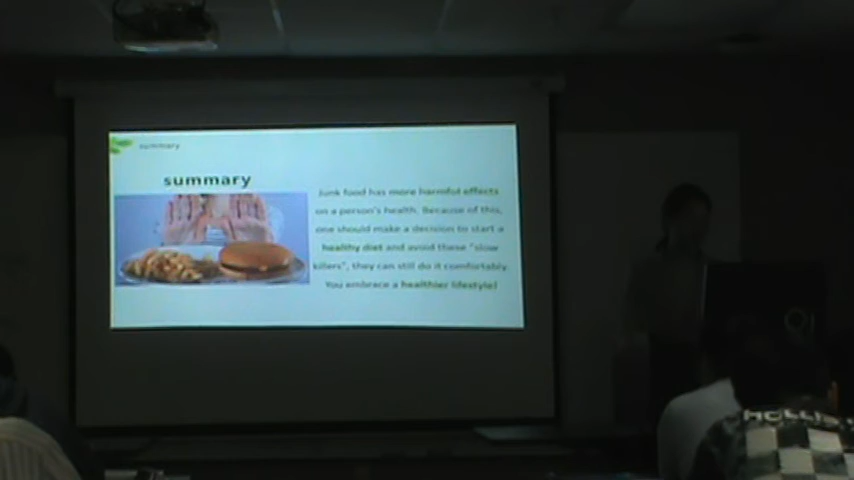 summary
summary
Junk food has more harmful effects
on a person's health. Because of this,
one should make a decision to start a
healthy diet and avoid these "slow
killers", they can still do it comfortably.
You embrace a healthier lifestyle!
HOLLIS